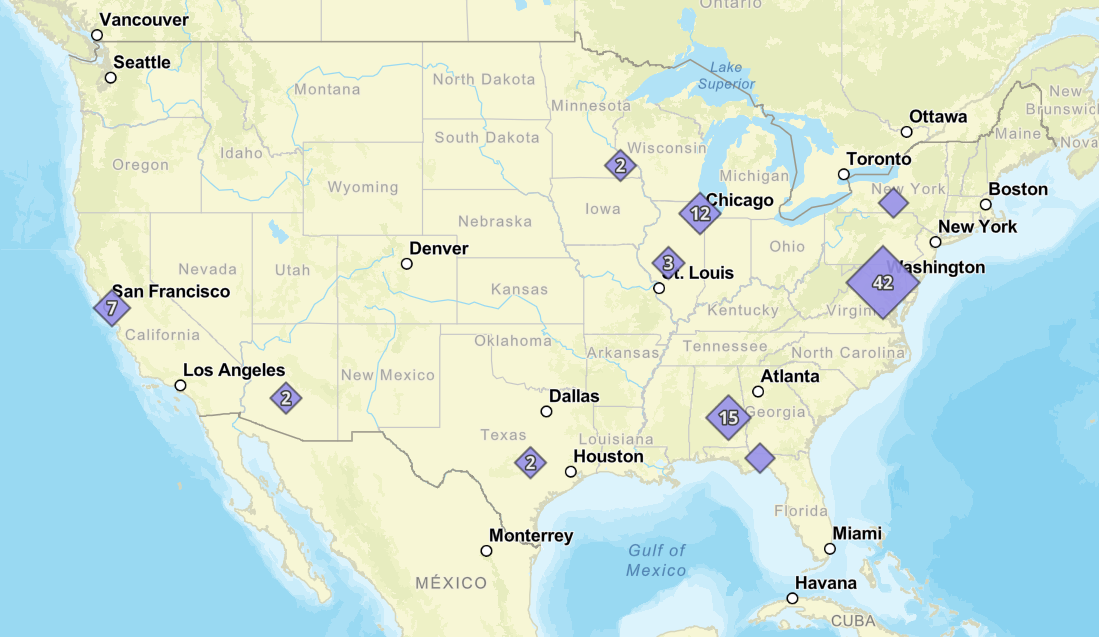 Ontario
Vancouver
Seattle
Lake
Superior
North Dakota
Montana
New
Brunswick
Minnesota
Ottawa
Maine
Nova
South Dakota
Wisconsin
Idaho
Oregon
Toronto
2
Michigan
Wyoming
New York
Boston
Chicago
Iowa
12
Nebraska
New York
Ohio
Denver
Nevada
Utah
3
St. Louis
Washington
42
Kansas
San Francisco
7
Kentucky
Virgin
California
Oklahoma
Tennessee
Arkansas
North Carolina
Los Angeles
New Mexico
Atlanta
2
Dallas
15
Georgia
Texas
Louisiana
Houston
2
Florida
Monterrey
Miami
Gulf of
Mexico
MÉXICO
Havana
CUBA